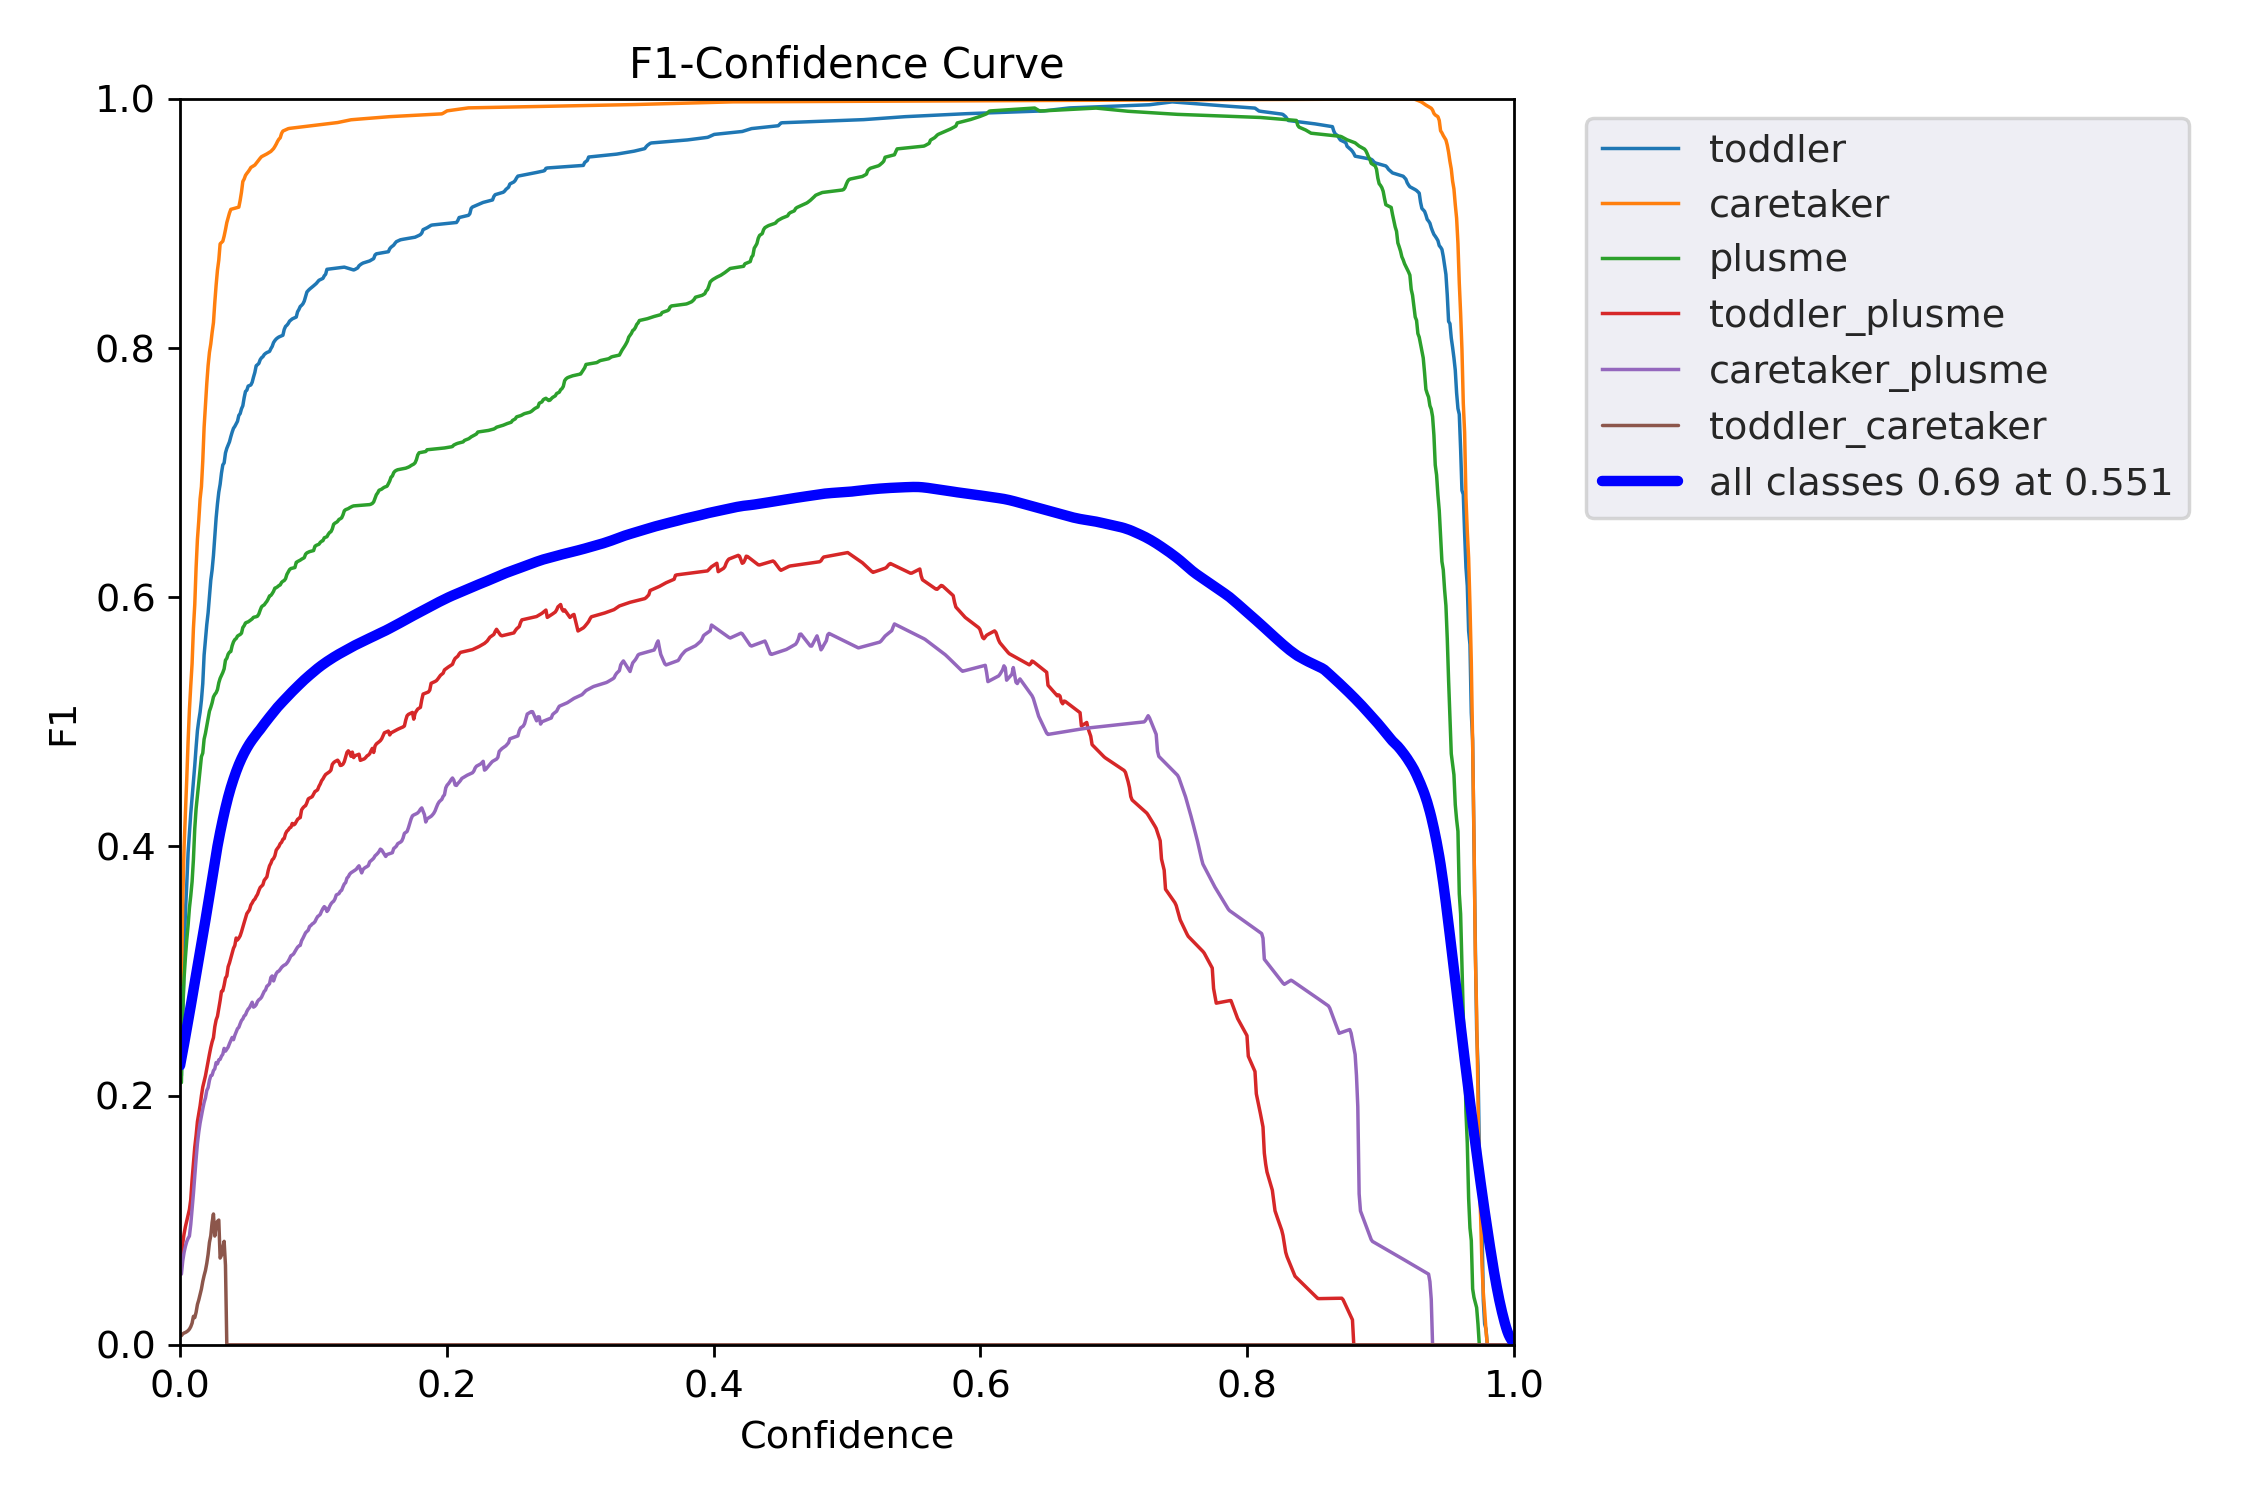 F1-Confidence Curve
1.0
0.8
0.6
0.4
0.2
0.0
F1
0.0 0.2 0.4 0.6 0.8 1.0
Confidence
toddler
caretaker
plusme
toddler_plusme
caretaker_plusme
toddler_caretaker
all classes 0.69 at 0.551